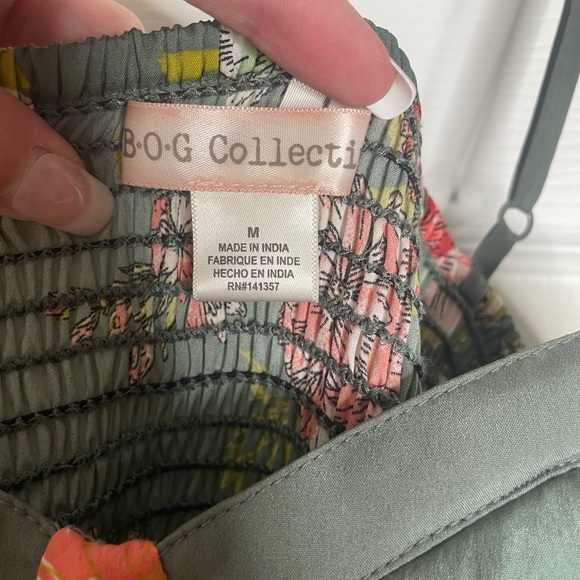 B·O·G Collecti
M
MADE IN INDIA
FABRIQUE EN INDE
HECHO EN INDIA
RN#141357